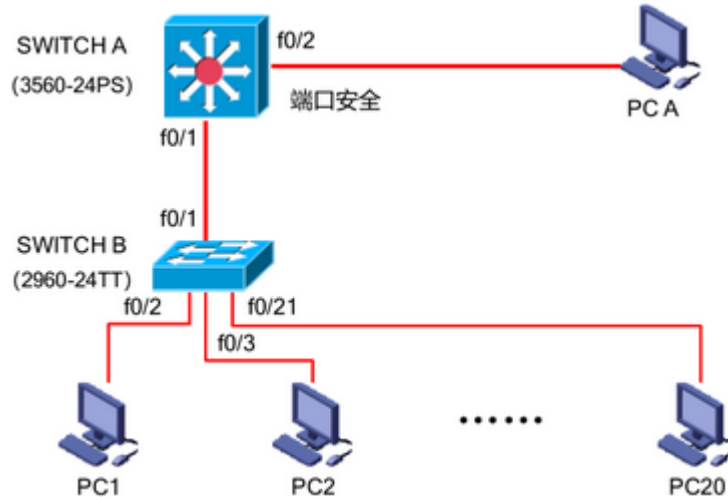 SWITCH A
(3560-24PS)
f0/2
端口安全
PC A
f0/1
f0/1
SWITCH B
(2960-24TT)
f0/2
f0/3
f0/21
······
PC1
PC2
PC20